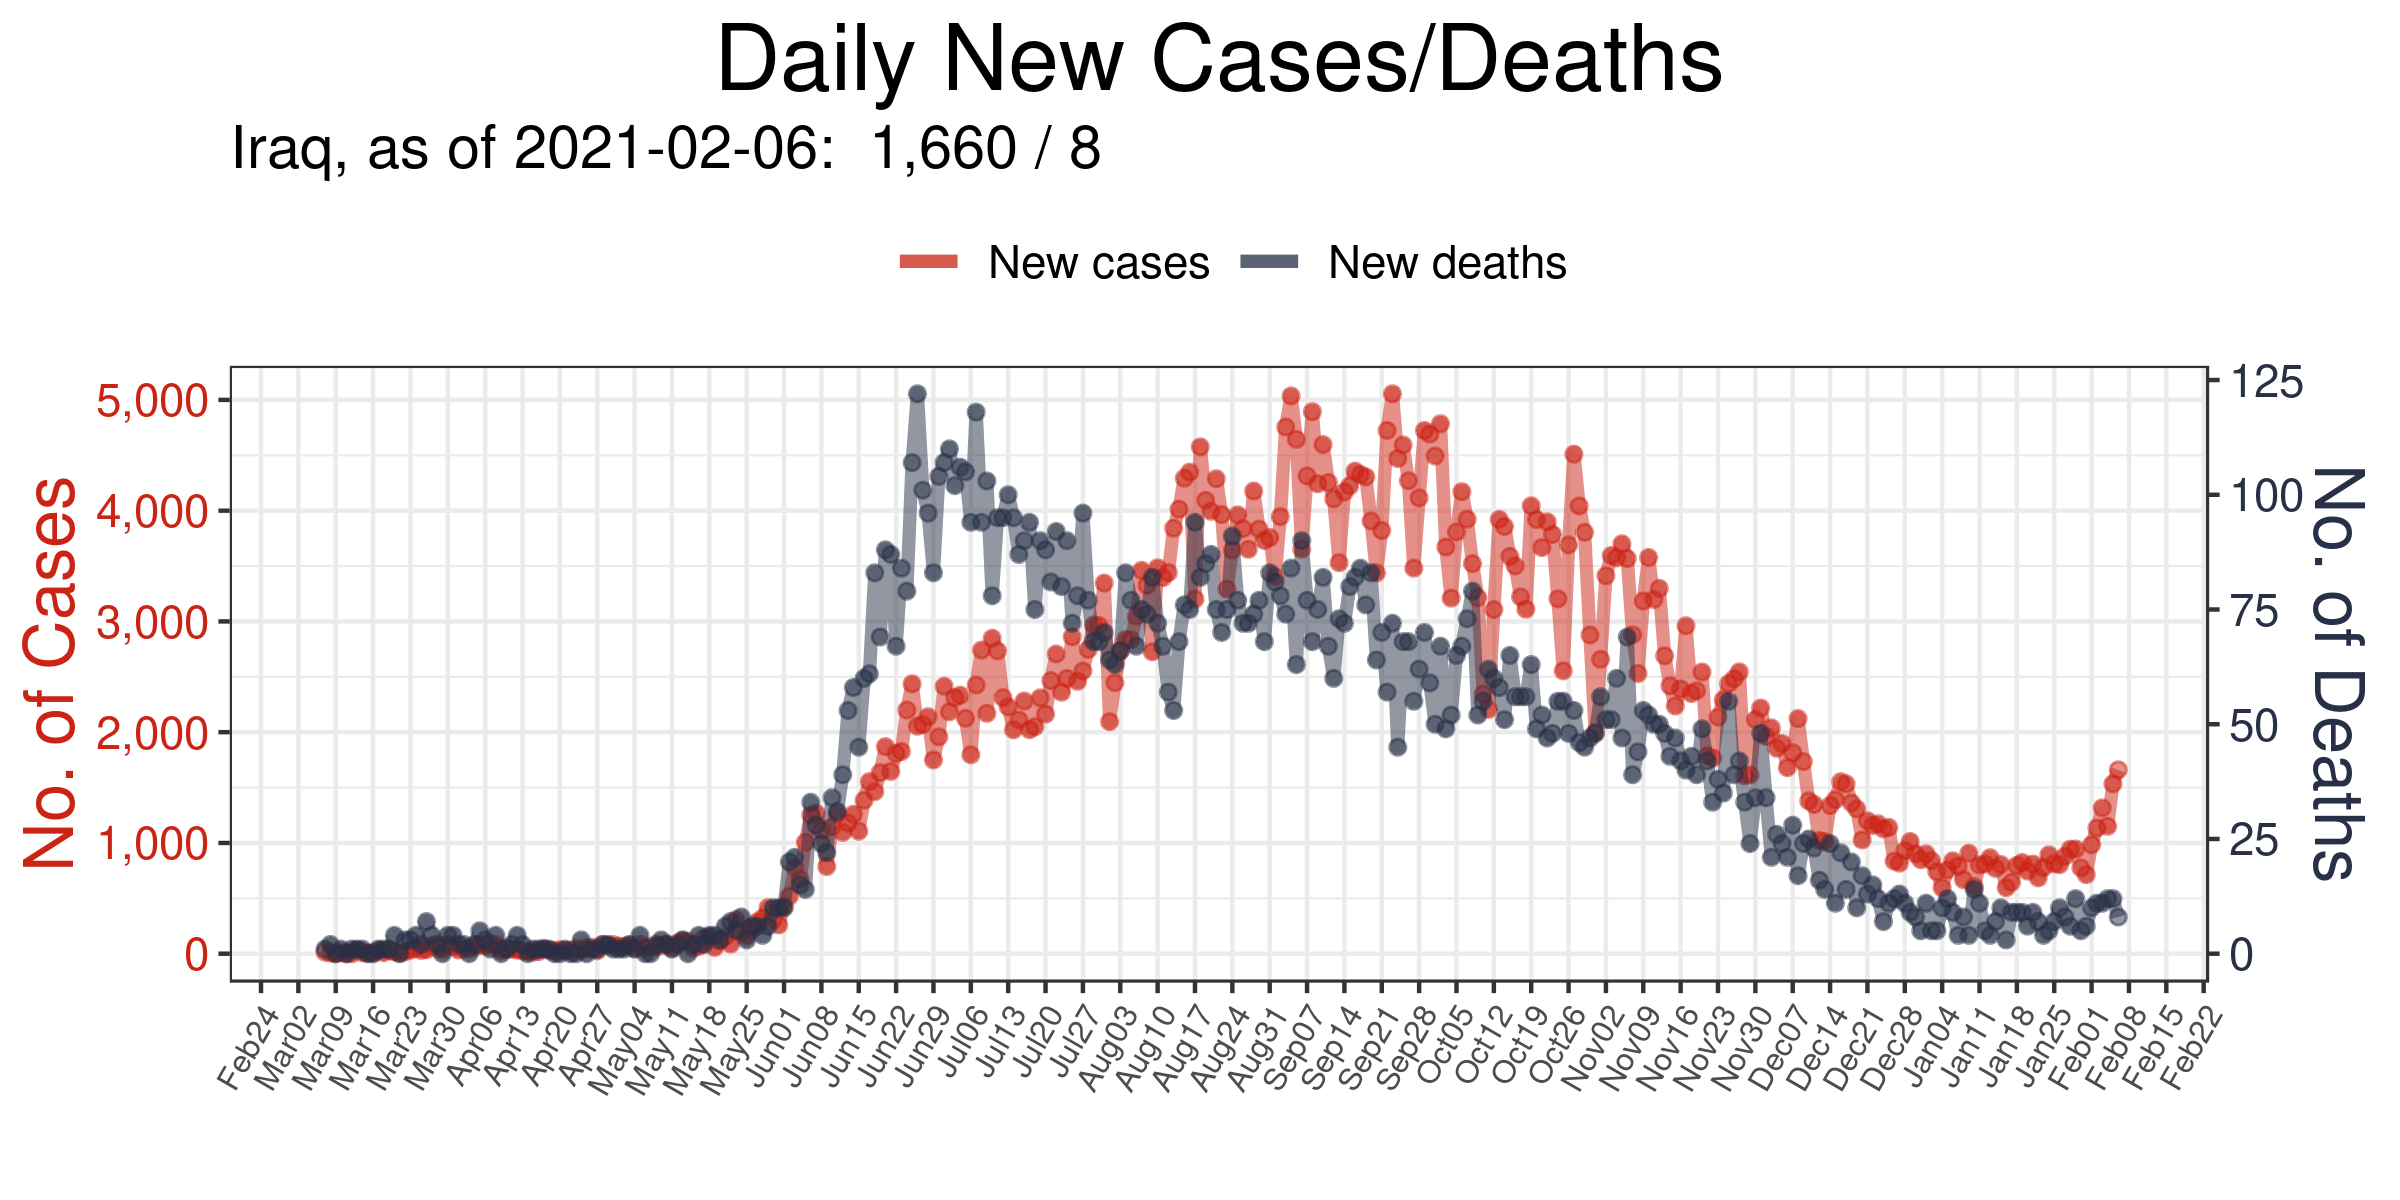 Daily New Cases/Deaths
Iraq, as of 2021-02-06: 1,660 / 8
New cases
New deaths
No. of Cases
5,000
4,000
3,000
2,000
1,000
0
125
100
75
50
25
0
No. of Deaths
Feb24 Mar02 Mar09 Mar16 Mar23 Mar30 Apr06 Apr13 Apr20 Apr27 May04 May11 May18 May25 Jun01 Jun08 Jun15 Jun22 Jun29 Jul06 Jul13 Jul20 Jul27 Aug03 Aug10 Aug17 Aug24 Aug31 Sep07 Sep14 Sep21 Sep28 Oct05 Oct12 Oct19 Oct26 Nov02 Nov09 Nov16 Nov23 Nov30 Dec07 Dec14 Dec21 Dec28 Jan04 Jan11 Jan18 Jan25 Feb01 Feb08 Feb15 Feb22